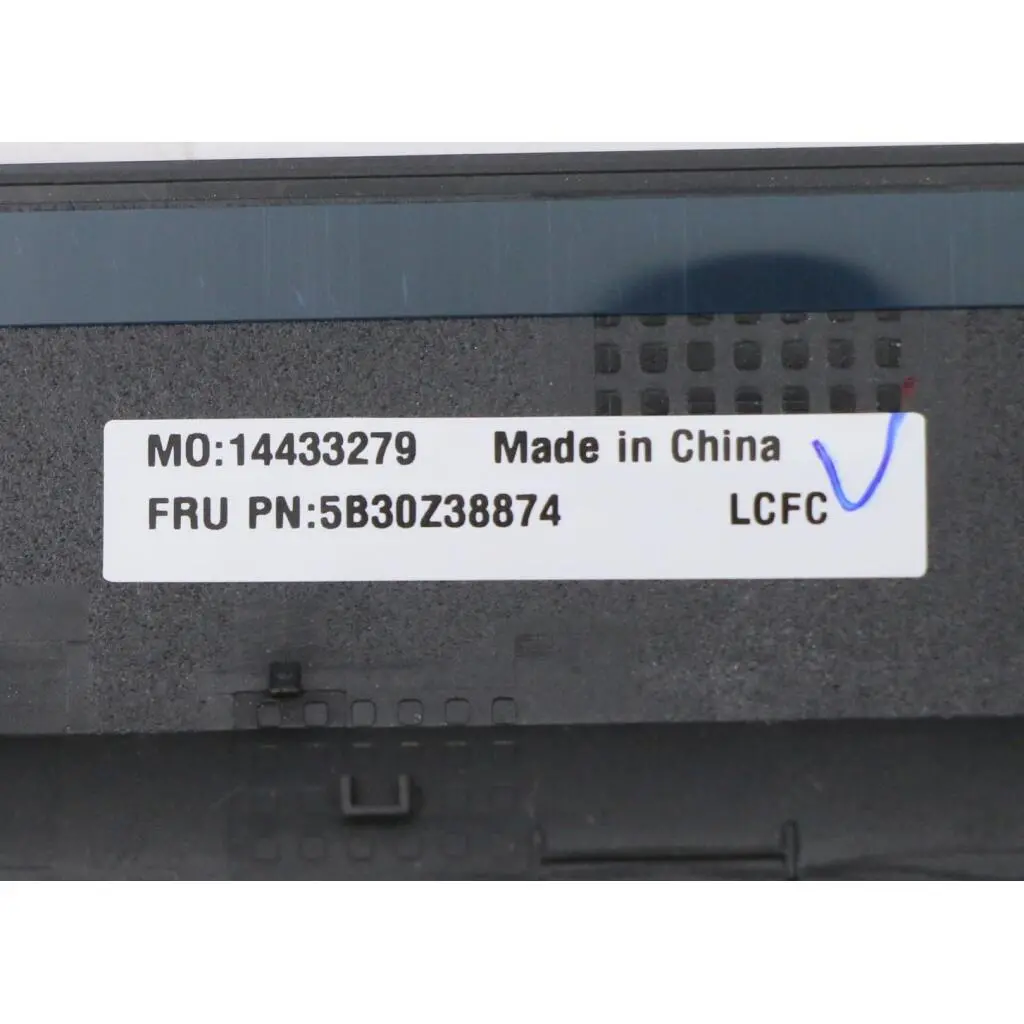 MO:14433279 Made in China
FRU PN:5B30Z38874 LCFC